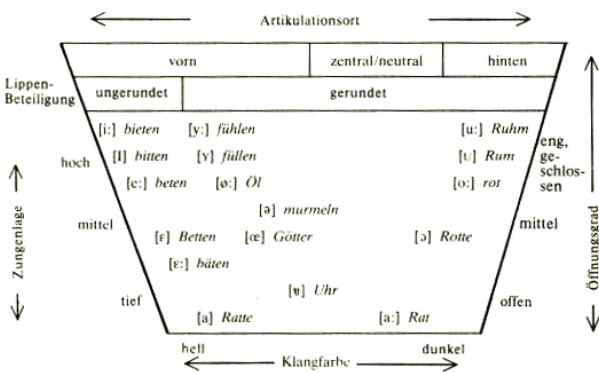 Artikulationsort
vorn zentral/neutral hinten
Lippen-
Beteiligung
ungerundet gerundet
[i:] bieten [y:] fühlen [u:] Ruhm
hoch [I] bitten [Y] füllen [ʊ] Rum
eng,
ge-
schlos-
sen
[e:] beten [ø:] Öl [o:] rot
[ə] murmeln
mittel [ɛ] Betten [œ] Götter [ɔ] Rotte mittel
[ɛ:] bäten
[ɐ] Uhr
tief [a] Ratte [a:] Rat offen
hell dunkel
Klangfarbe
Zungenlage
Öffnungsgrad